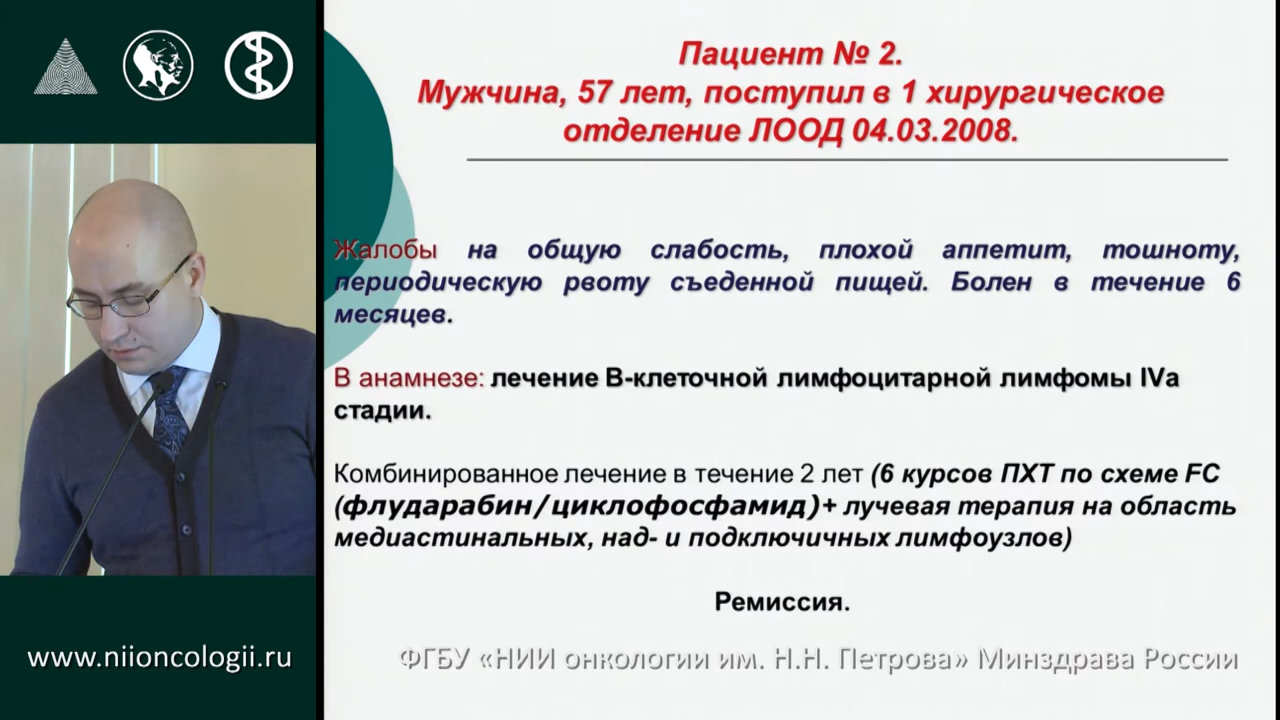 Пациент № 2.
Мужчина, 57 лет, поступил в 1 хирургическое
отделение ЛООД 04.03.2008.
Жалобы на общую слабость, плохой аппетит, тошноту,
периодическую рвоту съеденной пищей. Болен в течение 6
месяцев.
В анамнезе: лечение В-клеточной лимфоцитарной лимфомы IVa
стадии.
Комбинированное лечение в течение 2 лет (6 курсов ПХТ по схеме FC
(флударабин/циклофосфамид)+ лучевая терапия на область
медиастинальных, над- и подключичных лимфоузлов)
Ремиссия.
www.niioncologii.ru
ФГБУ «НИИ онкологии им. Н.Н. Петрова» Минздрава России